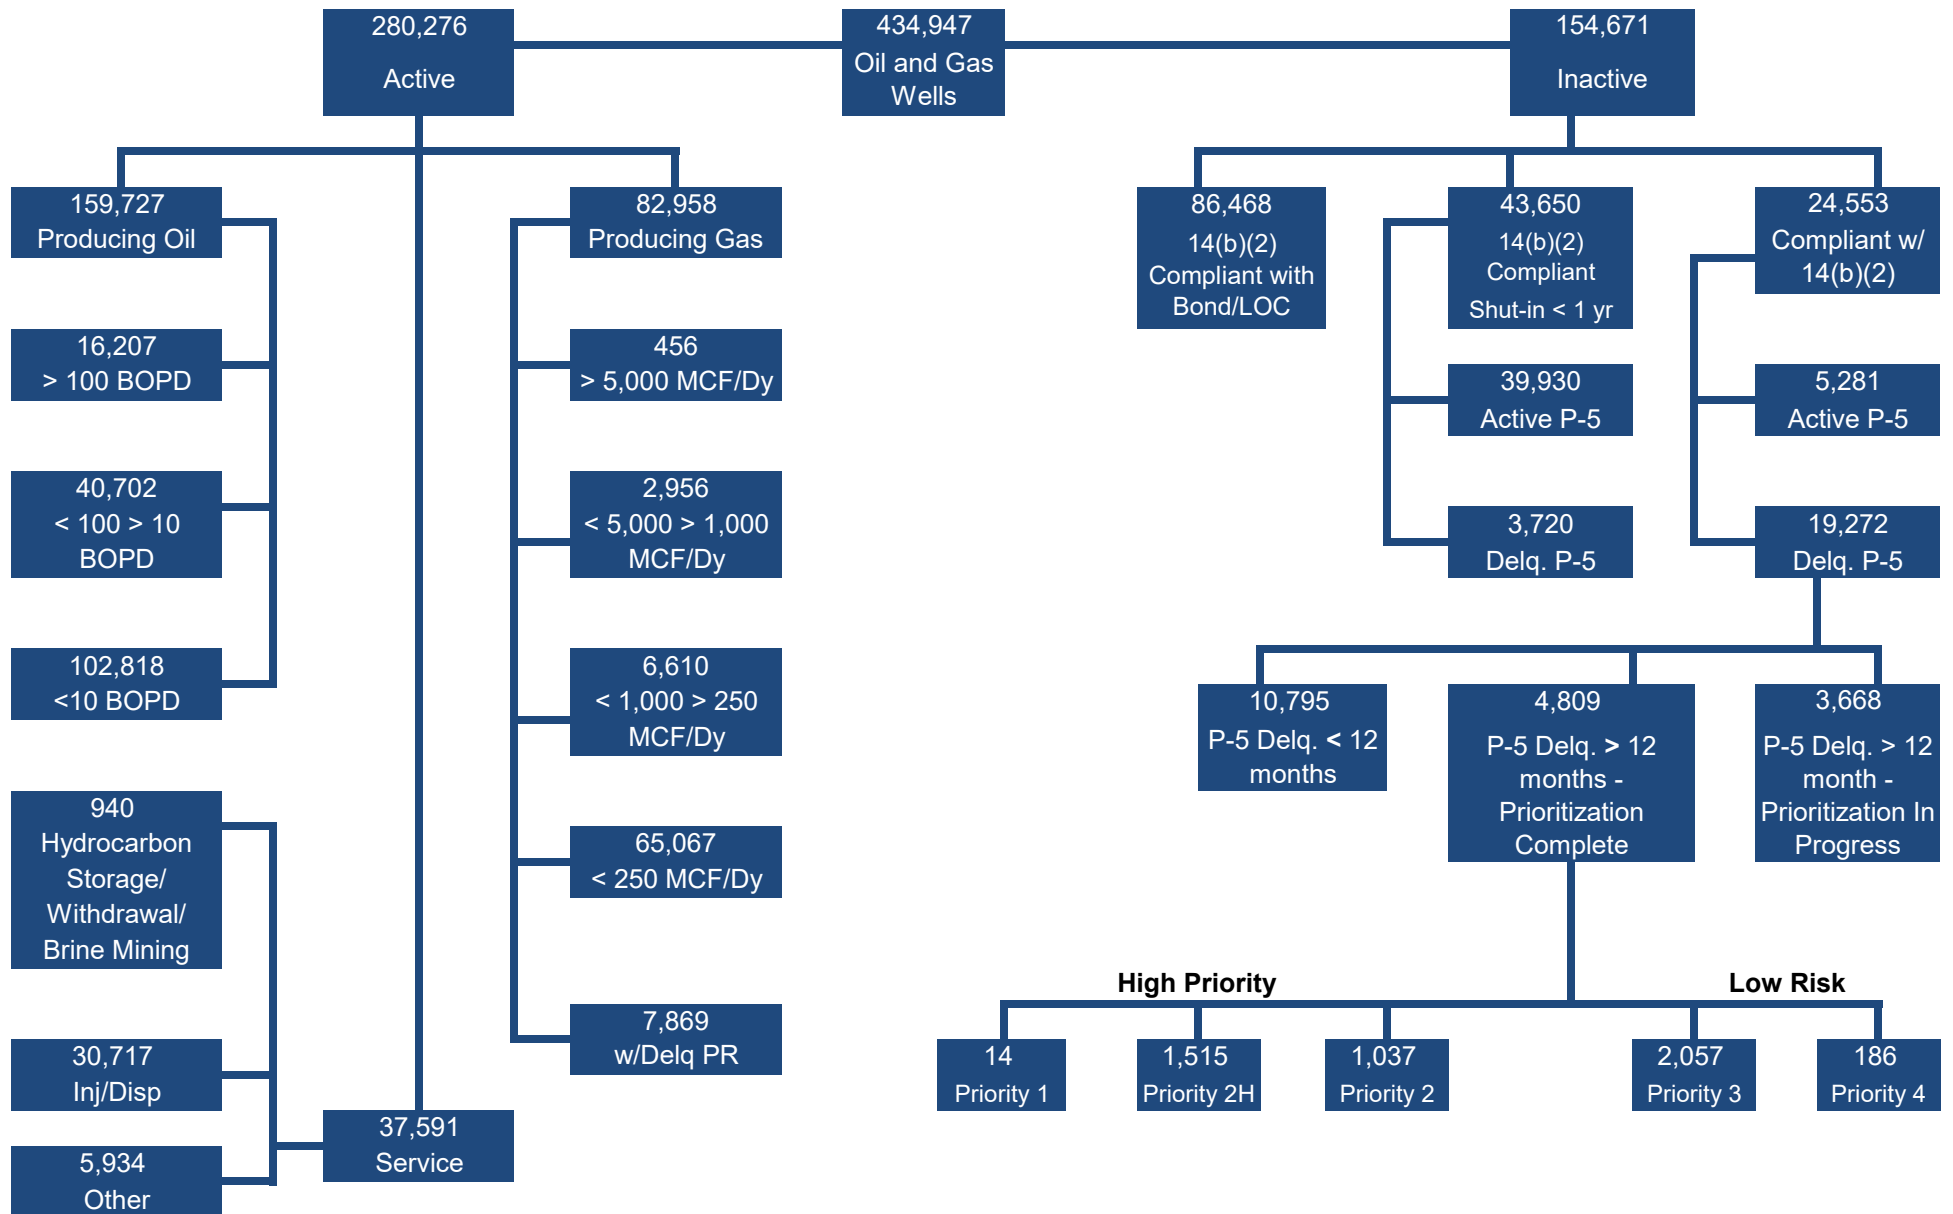 280,276
Active
434,947
Oil and Gas
Wells
154,671
Inactive
159,727
Producing Oil
82,958
Producing Gas
86,468
14(b)(2)
Compliant with
Bond/LOC
43,650
14(b)(2)
Compliant
Shut-in < 1 yr
24,553
Compliant w/
14(b)(2)
16,207
> 100 BOPD
456
> 5,000 MCF/Dy
39,930
Active P-5
5,281
Active P-5
40,702
< 100 > 10
BOPD
2,956
< 5,000 > 1,000
MCF/Dy
3,720
Delq. P-5
19,272
Delq. P-5
102,818
<10 BOPD
6,610
< 1,000 > 250
MCF/Dy
10,795
P-5 Delq. < 12
months
4,809
P-5 Delq. > 12
months -
Prioritization
Complete
3,668
P-5 Delq. > 12
month -
Prioritization In
Progress
940
Hydrocarbon
Storage/
Withdrawal/
Brine Mining
65,067
< 250 MCF/Dy
High Priority
Low Risk
7,869
w/Delq PR
30,717
Inj/Disp
14
Priority 1
1,515
Priority 2H
1,037
Priority 2
2,057
Priority 3
186
Priority 4
37,591
Service
5,934
Other